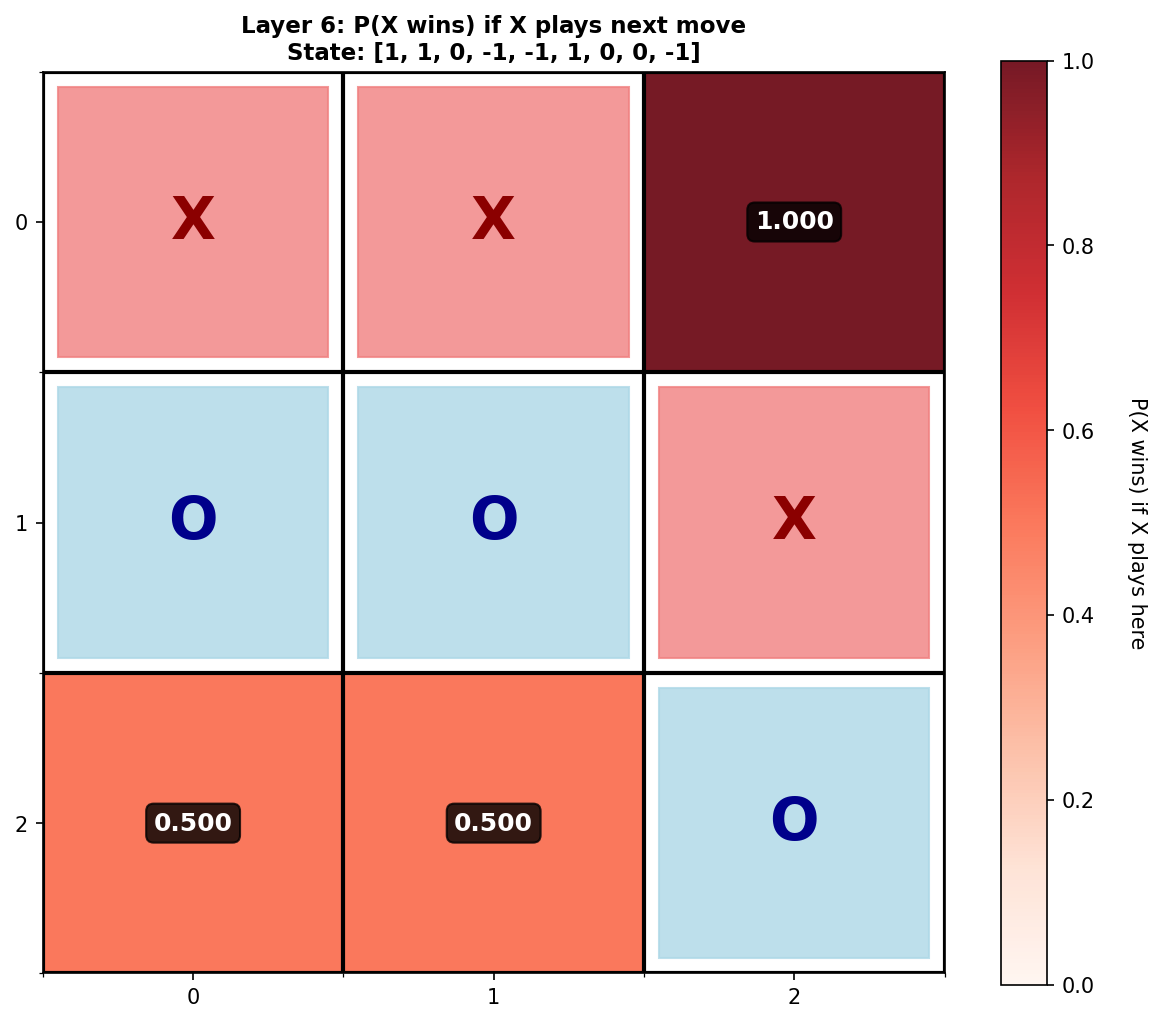 Layer 6: P(X wins) if X plays next move
State: [1, 1, 0, -1, -1, 1, 0, 0, -1]
X X 1.000
O O X
0.500 0.500 O
0
1
2
0 1 2
1.0
0.8
0.6
0.4
0.2
0.0
P(X wins) if X plays here